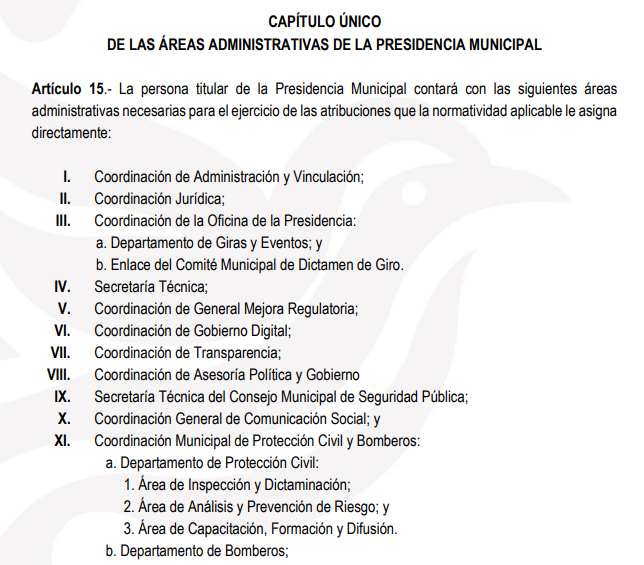 CAPÍTULO ÚNICO
DE LAS ÁREAS ADMINISTRATIVAS DE LA PRESIDENCIA MUNICIPAL
Artículo 15.- La persona titular de la Presidencia Municipal contará con las siguientes áreas
administrativas necesarias para el ejercicio de las atribuciones que la normatividad aplicable le asigna
directamente:
I. Coordinación de Administración y Vinculación;
II. Coordinación Jurídica;
III. Coordinación de la Oficina de la Presidencia:
a. Departamento de Giras y Eventos; y
b. Enlace del Comité Municipal de Dictamen de Giro.
IV. Secretaría Técnica;
V. Coordinación de General Mejora Regulatoria;
VI. Coordinación de Gobierno Digital;
VII. Coordinación de Transparencia;
VIII. Coordinación de Asesoría Política y Gobierno
IX. Secretaría Técnica del Consejo Municipal de Seguridad Pública;
X. Coordinación General de Comunicación Social; y
XI. Coordinación Municipal de Protección Civil y Bomberos:
a. Departamento de Protección Civil:
1. Área de Inspección y Dictaminación;
2. Área de Análisis y Prevención de Riesgo; y
3. Área de Capacitación, Formación y Difusión.
b. Departamento de Bomberos;